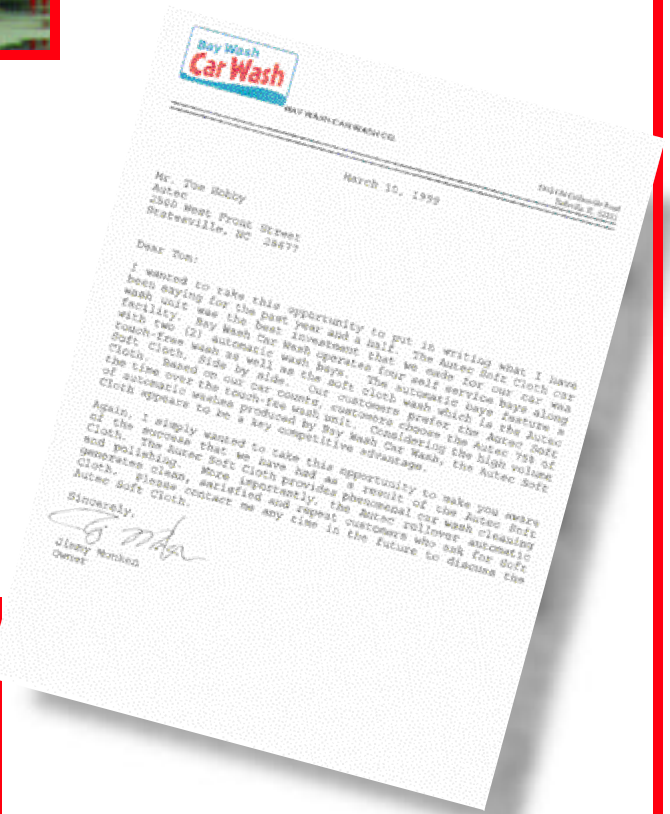 Bay Wash
Car Wash
BAY WASH CAR WASH CO.
March 10, 1999
Mr. Tom Hobby
Autec
2500 West Front Street
Statesville, NC 28677
Dear Tom:
I wanted to take this opportunity to put in writing what I have
been saying for the past year and a half. The Autec Soft Cloth car
wash unit was the best investment that we made for our car was
facility. Bay Wash Car Wash operates four self service bays along
with two (2) automatic wash bays. The automatic bays feature a
touch-free wash as well as the soft cloth wash which is the Autec
Soft Cloth, Side by side. Our customers prefer the Autec Soft
Cloth. Based on our car counts, customers choose the Autec 75% of
the time over the touch-fee wash unit. Considering the high volume
of automatic washes produced by Bay Wash Car Wash, the Autec Soft
Cloth appears to be a key competitive advantage.
Again, I simply wanted to take this opportunity to make you aware
of the success that we have had as a result of the Autec Soft
Cloth. The Autec Soft Cloth provides phenomenal car wash cleaning
and polishing. More importantly, the Autec rollover automatic
generates clean, satisfied and repeat customers who ask for Soft
Cloth. Please contact me any time in the future to discuss the
Autec Soft Cloth.
Sincerely,
Jimmy Monken
Owner